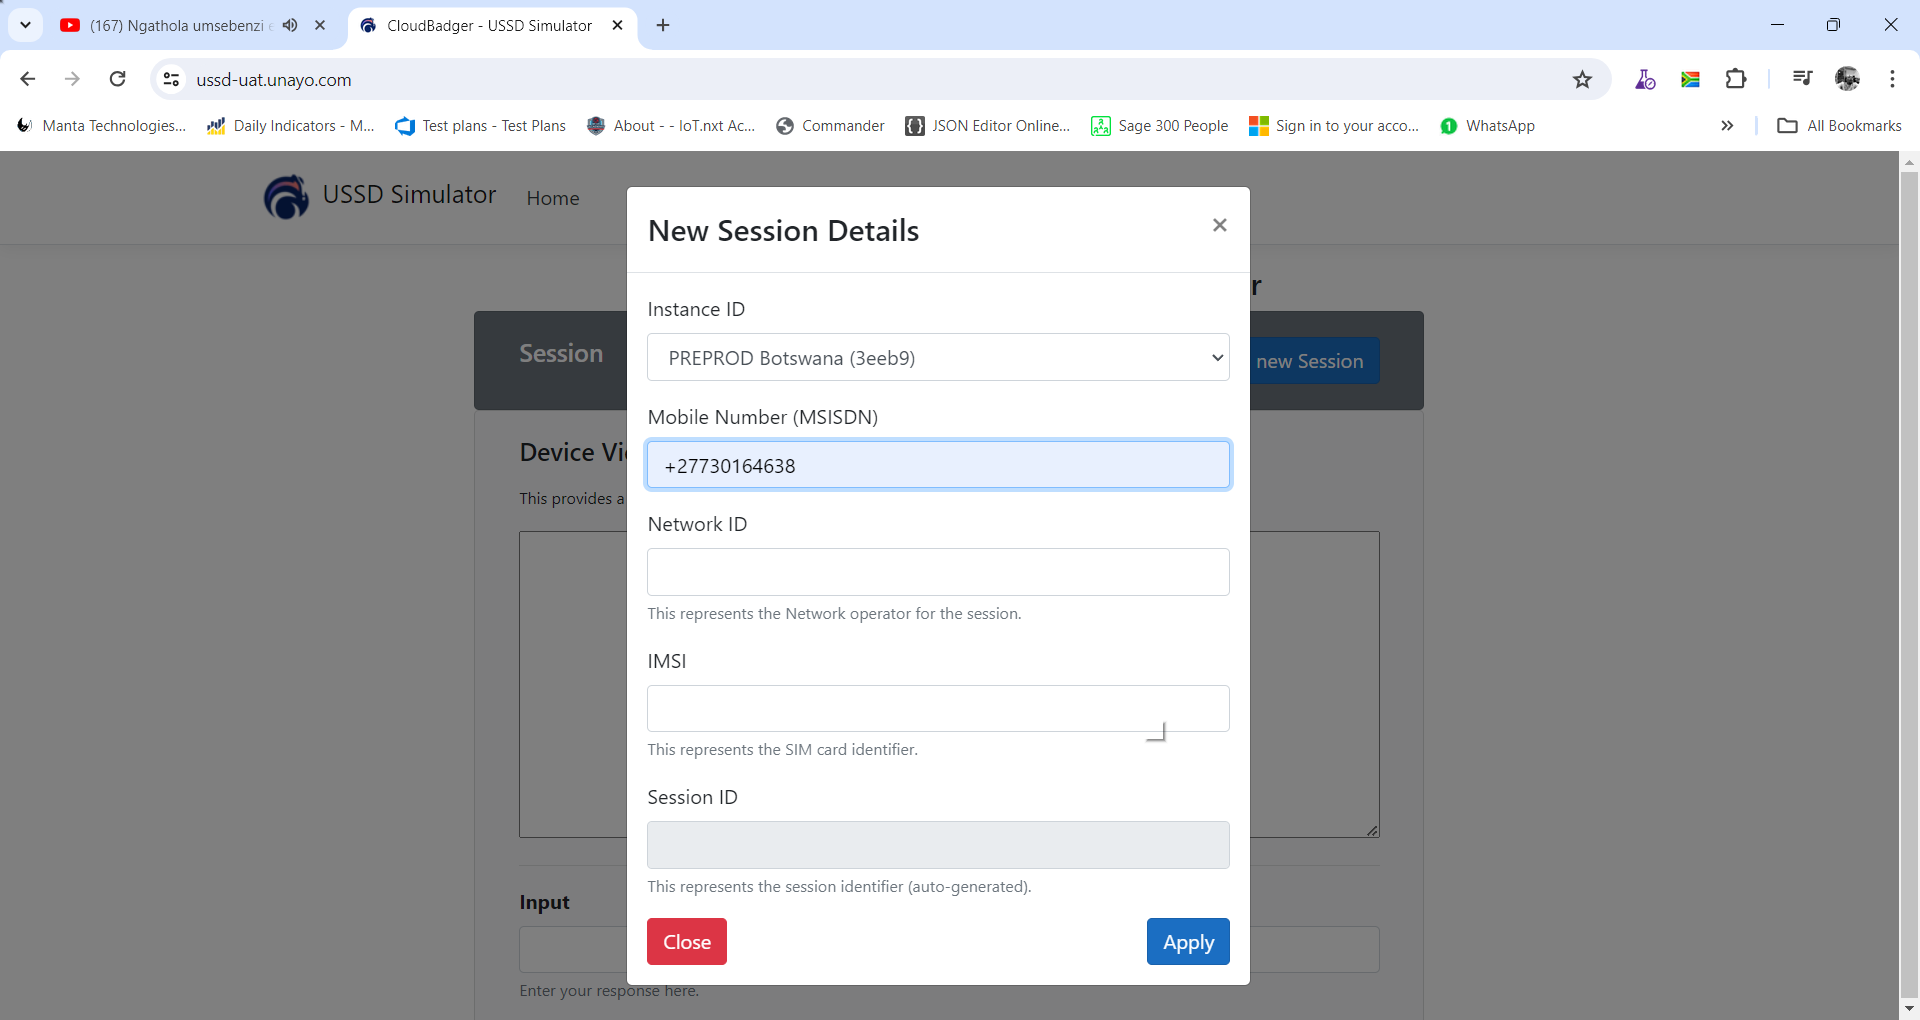 (167) Ngathola umsebenzi
CloudBadger - USSD Simulator
ussd-uat.unayo.com
Manta Technologies...
Daily Indicators - M...
Test plans - Test Plans
About - - IoT.nxt Ac...
Commander
JSON Editor Online...
Sage 300 People
Sign in to your acco...
1
WhatsApp
All Bookmarks
USSD Simulator
Home
New Session Details
r
Session
new Session
Instance ID
PREPROD Botswana (3eeb9)
Mobile Number (MSISDN)
+27730164638
Device Vi
This provides a
Network ID
This represents the Network operator for the session.
IMSI
This represents the SIM card identifier.
Session ID
This represents the session identifier (auto-generated).
Input
Close
Apply
Enter your response here.